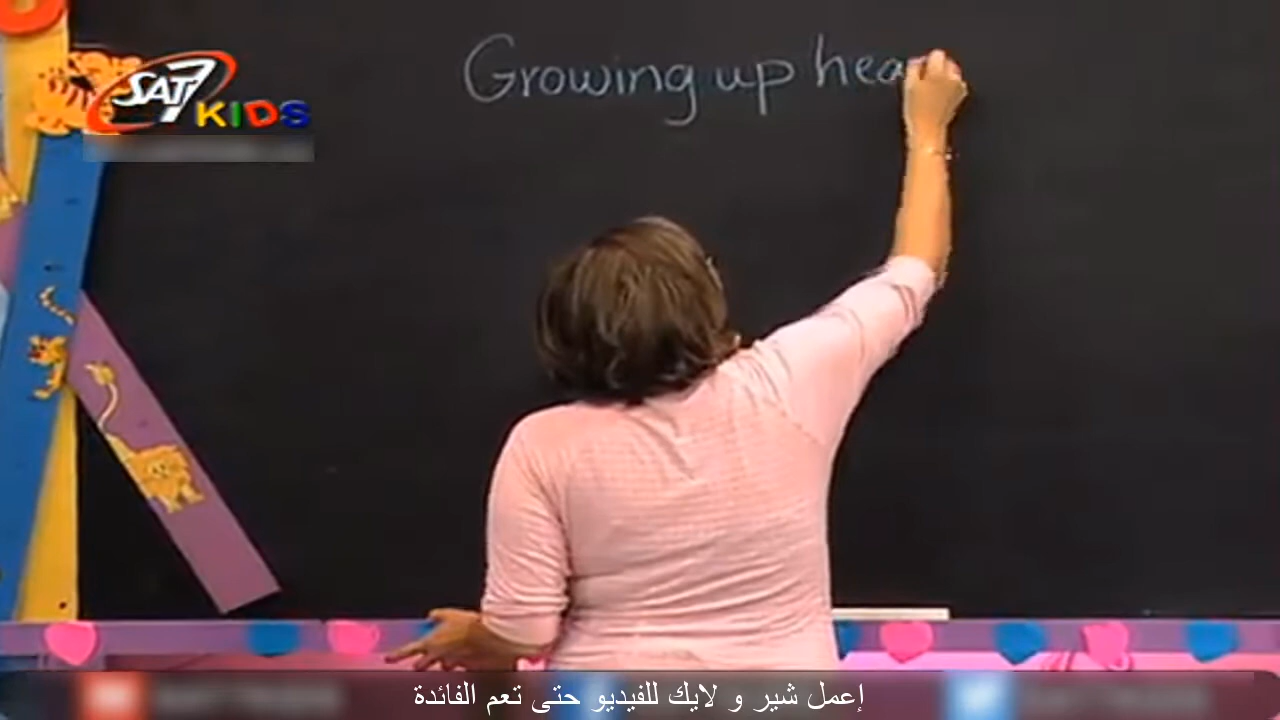 Growing up hea
SAT7
KIDS
إعمل شير و لايك للفيديو حتى تعم الفائدة